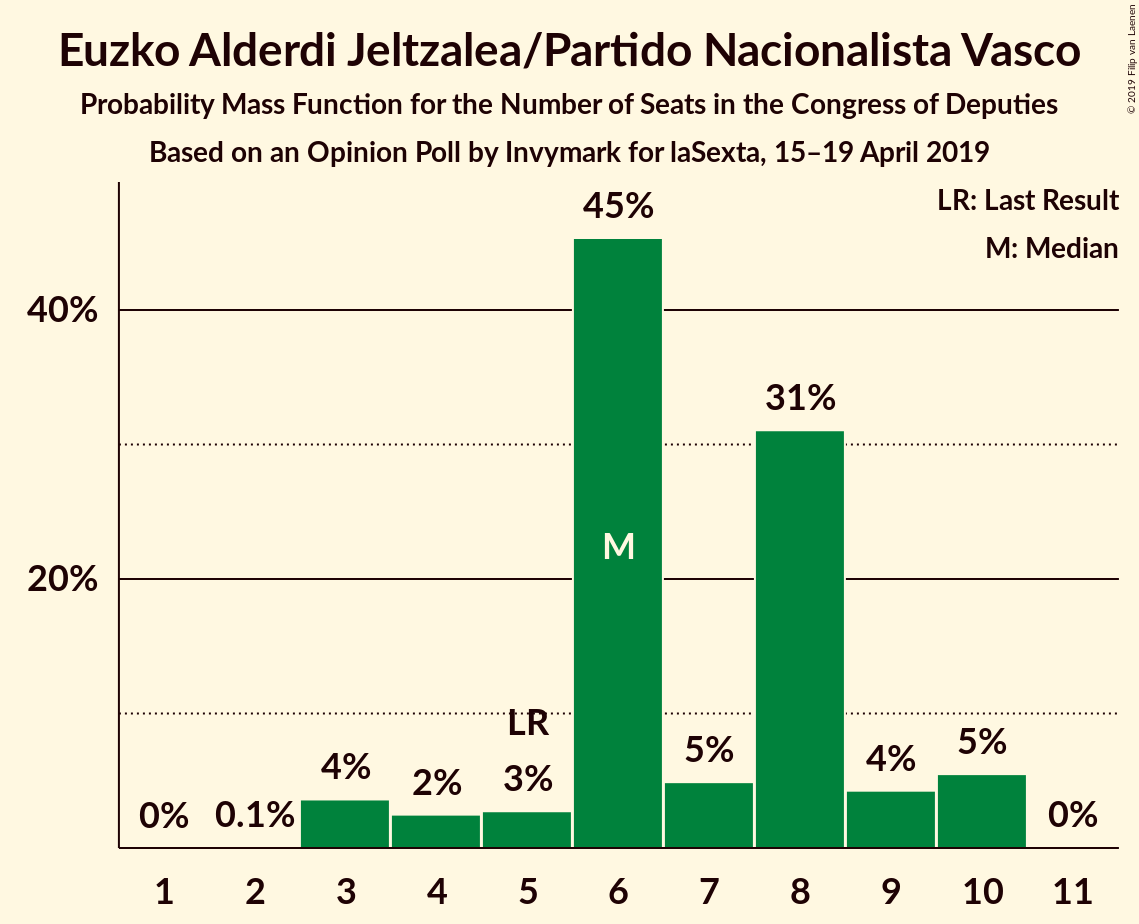 Euzko Alderdi Jeltzalea/Partido Nacionalista Vasco
Probability Mass Function for the Number of Seats in the Congress of Deputies
Based on an Opinion Poll by Invymark for laSexta, 15–19 April 2019
© 2019 Filip van Laenen
LR: Last Result
M: Median
40%
20%
0%
0.1%
4%
2%
LR
3%
45%
M
5%
31%
4%
5%
0%
1 2 3 4 5 6 7 8 9 10 11